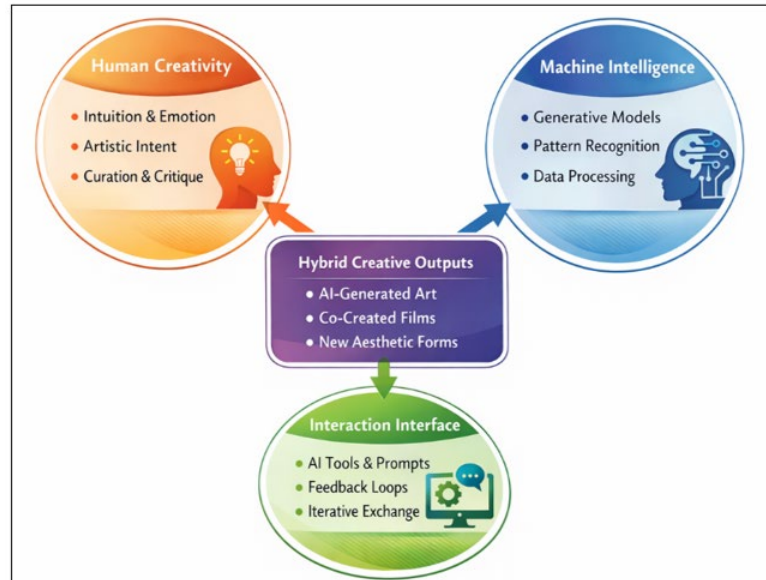 Human Creativity
Intuition & Emotion
Artistic Intent
Curation & Critique
Machine Intelligence
Generative Models
Pattern Recognition
Data Processing
Hybrid Creative Outputs
AI-Generated Art
Co-Created Films
New Aesthetic Forms
Interaction Interface
AI Tools & Prompts
Feedback Loops
Iterative Exchange